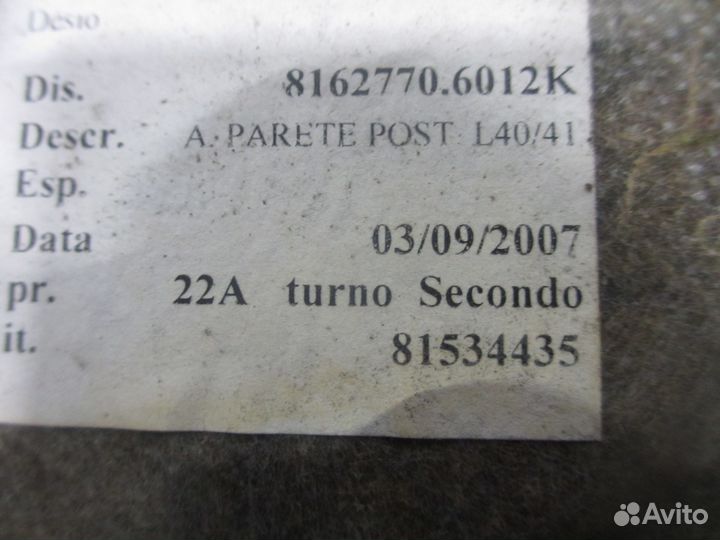 Desio
Dis. 8162770.6012K
Descr. A. PARETE POST L40/41
Esp.
Data 03/09/2007
pr. 22A turno Secondo
it. 81534435
Avito